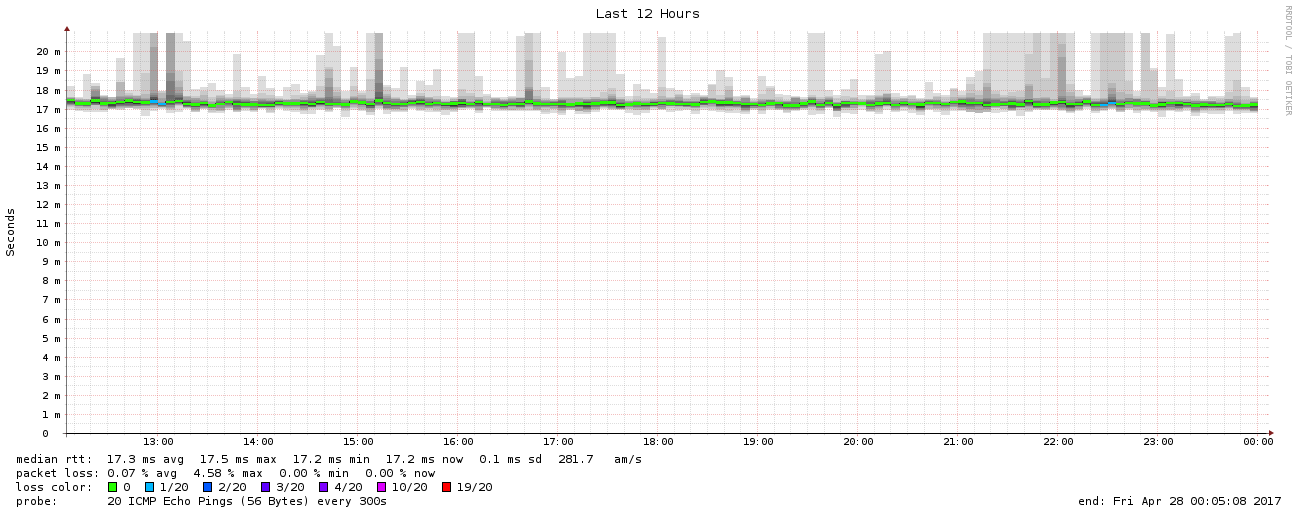 Last 12 Hours
RRDTOOL / TOBI OETIKER
Seconds
20 m
19 m
18 m
17 m
16 m
15 m
14 m
13 m
12 m
11 m
10 m
9 m
8 m
7 m
6 m
5 m
4 m
3 m
2 m
1 m
0
13:00 14:00 15:00 16:00 17:00 18:00 19:00 20:00 21:00 22:00 23:00 00:00
median rtt: 17.3 ms avg 17.5 ms max 17.2 ms min 17.2 ms now 0.1 ms sd 281.7 am/s
packet loss: 0.07 % avg 4.58 % max 0.00 % min 0.00 % now
loss color: 0 1/20 2/20 3/20 4/20 10/20 19/20
probe: 20 ICMP Echo Pings (56 Bytes) every 300s end: Fri Apr 28 00:05:08 2017